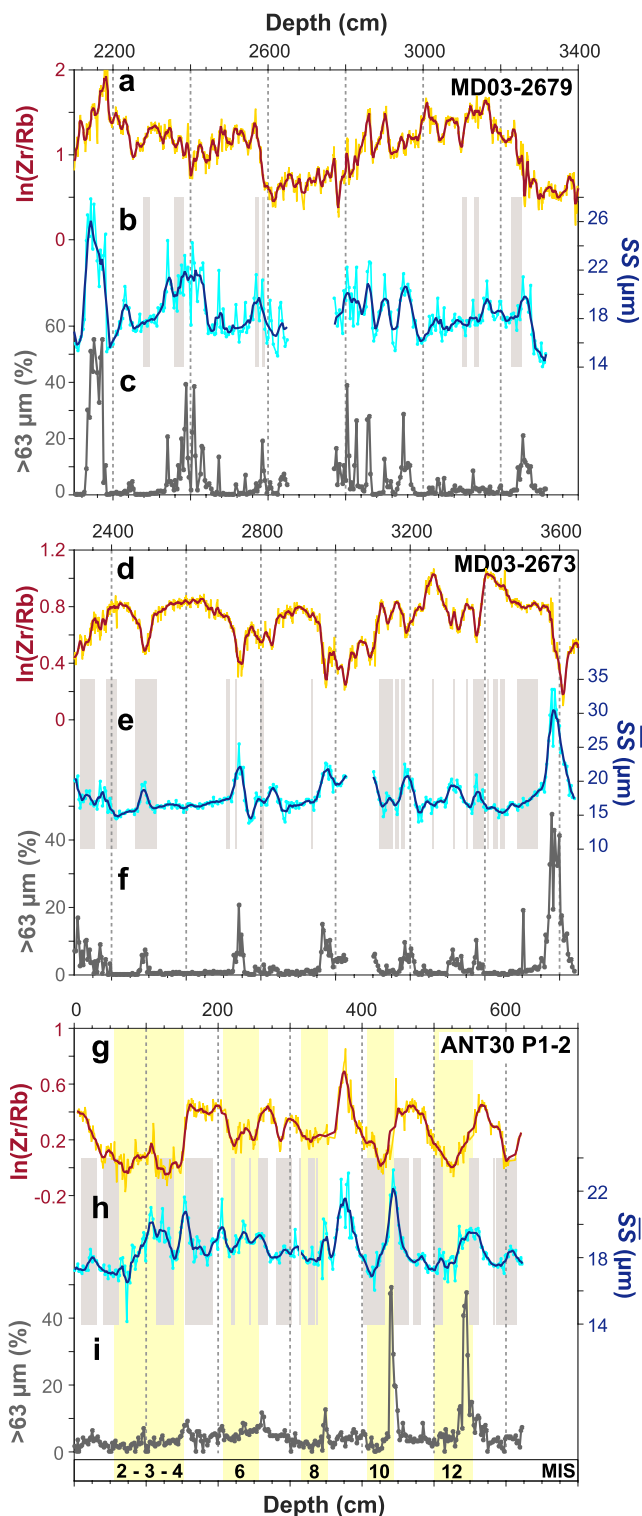 Depth (cm)
2200 2600 3000 3400
2
1
0
ln(Zr/Rb)
a
MD03-2679
b
26
22
18
14
SS (µm)
60
40
20
0
>63 µm (%)
c
2400 2800 3200 3600
1.2
0.8
0.4
0
ln(Zr/Rb)
d
MD03-2673
e
35
30
25
20
15
10
SS (µm)
40
20
0
>63 µm (%)
f
0 200 400 600
1
0.6
0.2
-0.2
ln(Zr/Rb)
g
ANT30 P1-2
h
22
18
14
SS (µm)
40
20
0
>63 µm (%)
i
2 - 3 - 4 6 8 10 12 MIS
Depth (cm)